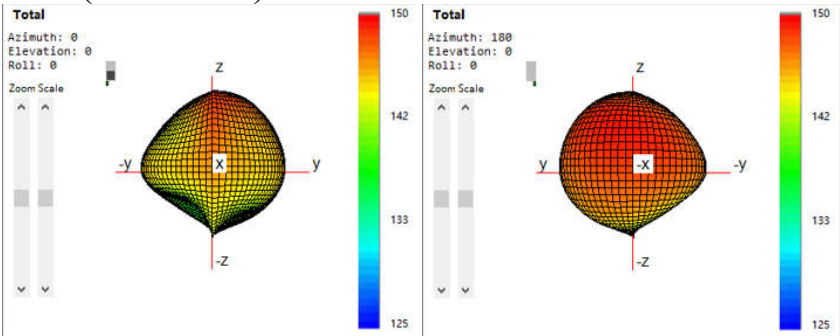 Total
Azimuth: 0
Elevation: 0
Roll: 0
Zoom Scale
z
-y
x
y
-z
150
142
133
125
Total
Azimuth: 180
Elevation: 0
Roll: 0
Zoom Scale
z
y
-x
-y
-z
150
142
133
125